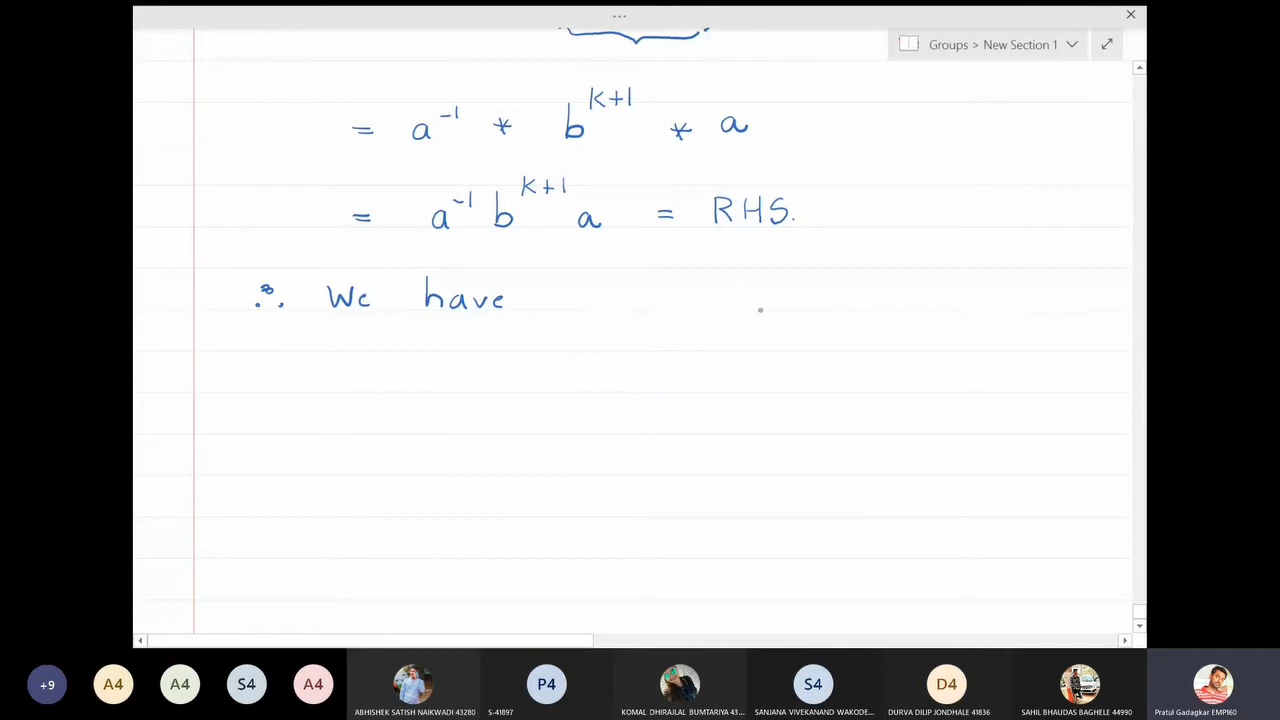 ...
Groups > New Section 1
= a⁻¹ * b^{k+1} * a
= a⁻¹ b^{k+1} a = RHS.
∴ We have
+9 A4 A4 S4 A4 P4 S4 D4
ABHISHEK SATISH NAIKWADI 43280 S-41897 KOMAL DHIRAJLAL BUMTARIYA 43... SANJANA VIVEKANAND WAKODE... DURVA DILIP JONDHALE 41836 SAHIL BHAUDAS BAGHELE 44990 Pratul Gadagkar EMP160